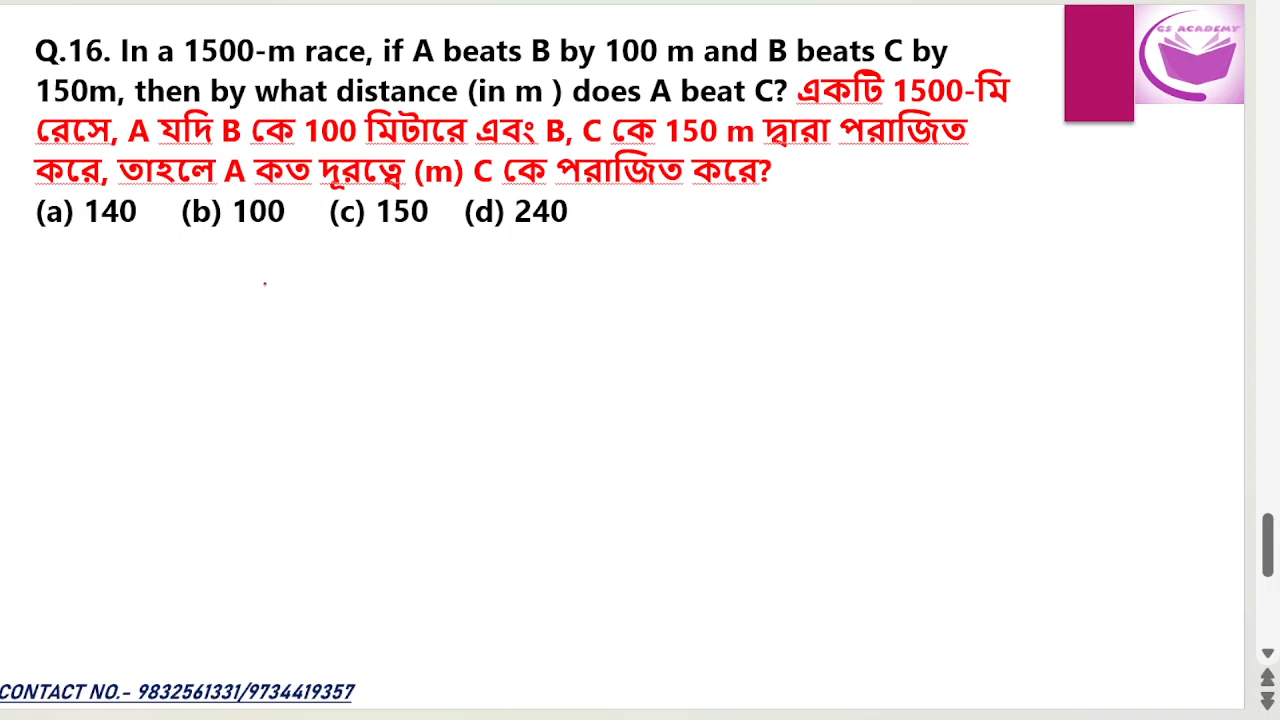 GS ACADEMY
Q.16. In a 1500-m race, if A beats B by 100 m and B beats C by
150m, then by what distance (in m ) does A beat C? একটি 1500-মি
রেসে, A যদি B কে 100 মিটারে এবং B, C কে 150 m দ্বারা পরাজিত
করে, তাহলে A কত দূরত্বে (m) C কে পরাজিত করে?
(a) 140 (b) 100 (c) 150 (d) 240
CONTACT NO.- 9832561331/9734419357